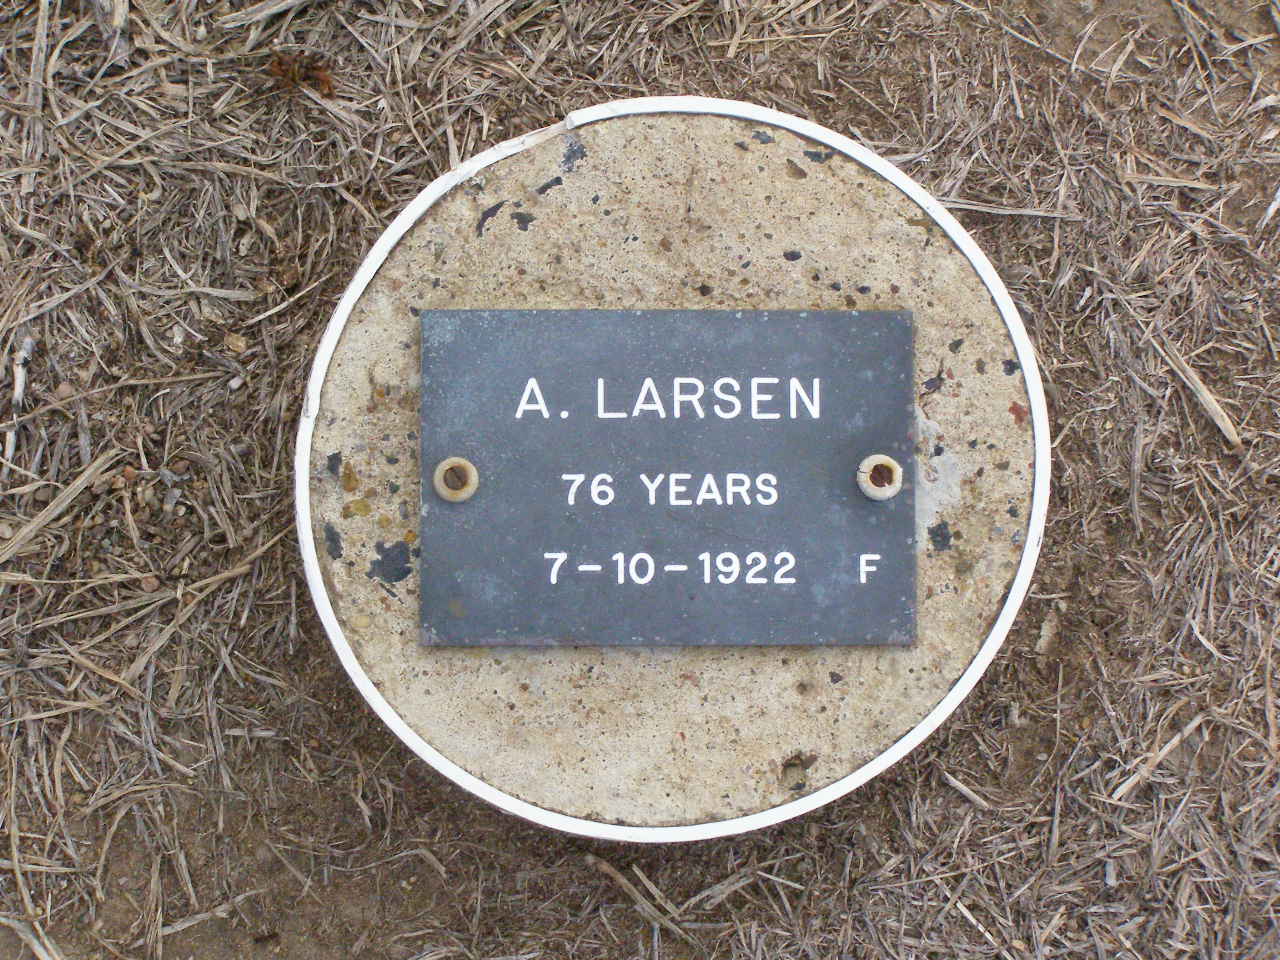 A. LARSEN
76 YEARS
7-10-1922 F